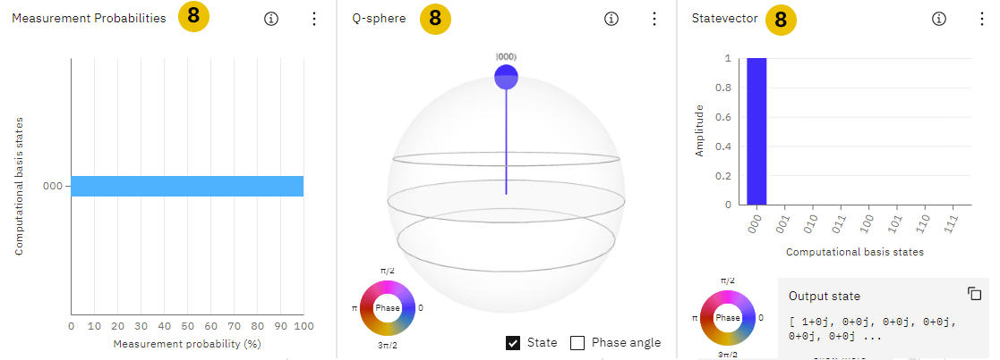 Measurement Probabilities 8
Computational basis states
000
0 10 20 30 40 50 60 70 80 90 100
Measurement probability (%)
Q-sphere 8
|000⟩
π/2
π Phase 0
3π/2
State Phase angle
Statevector 8
Amplitude
1
0.8
0.6
0.4
0.2
0
000 001 010 011 100 101 110 111
Computational basis states
π/2
π Phase 0
3π/2
Output state
[ 1+0j, 0+0j, 0+0j, 0+0j,
0+0j, 0+0j ...